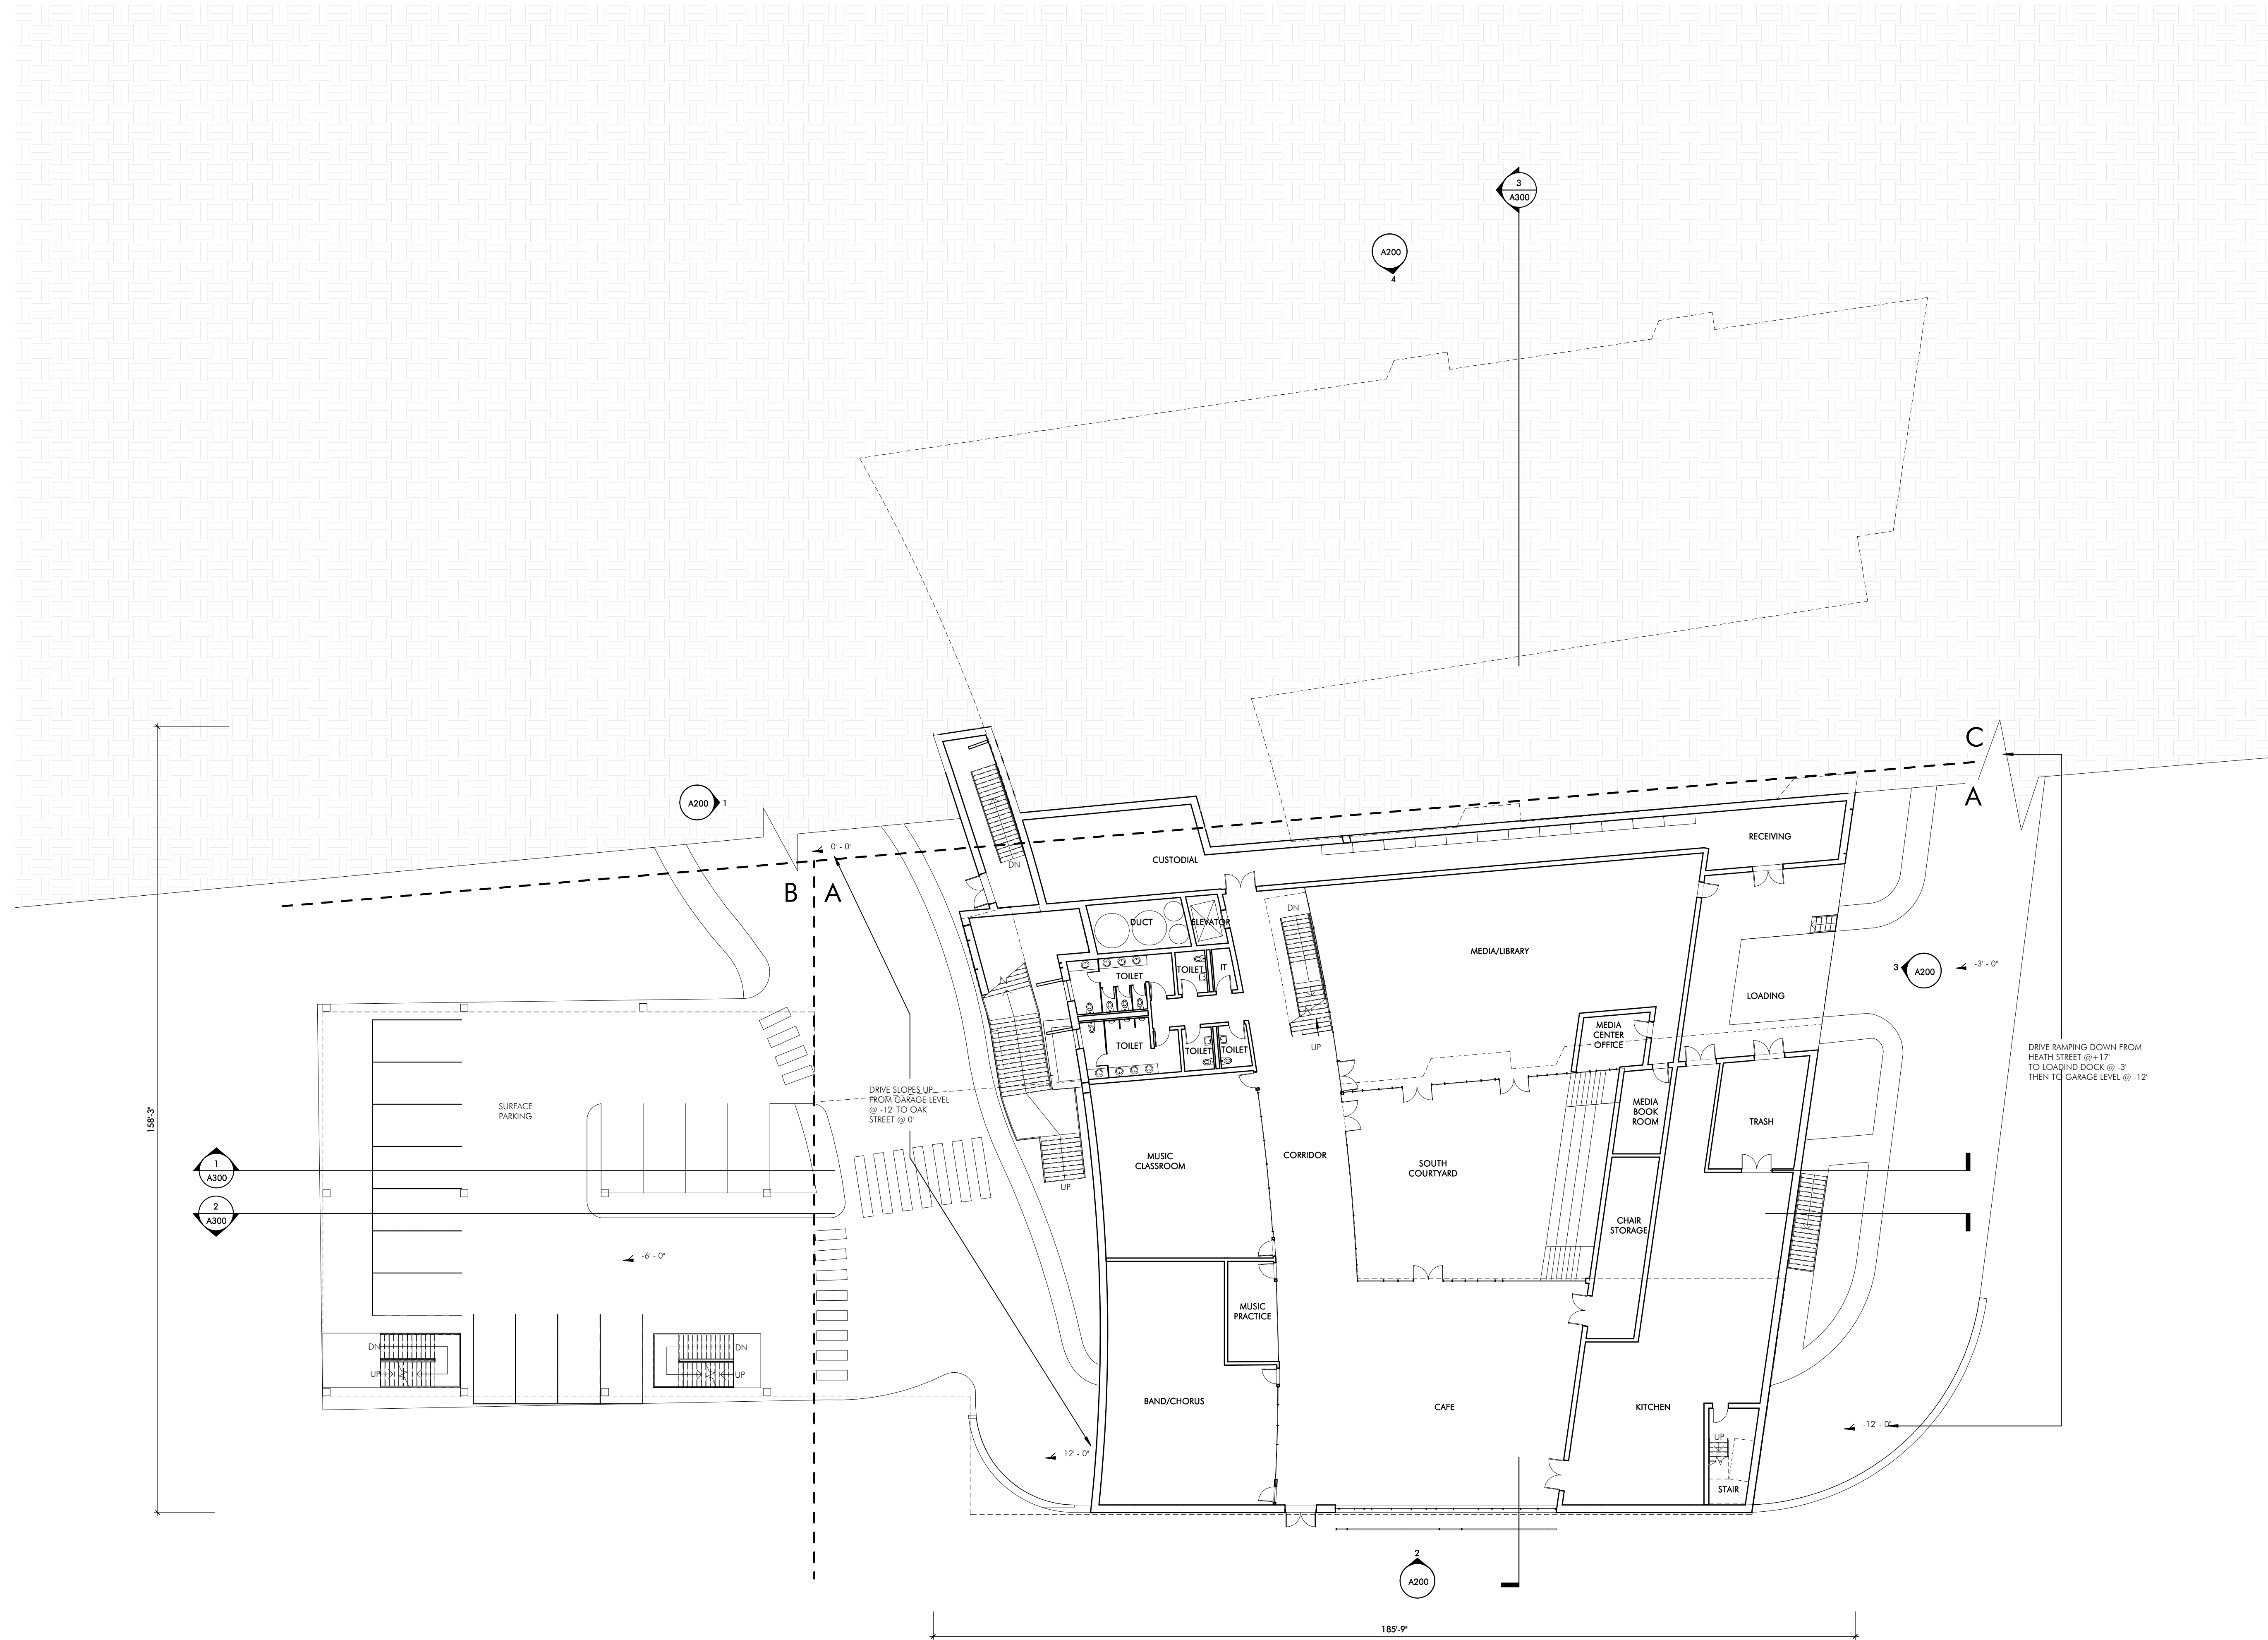 3
A300
A200
4
C
A
A200
1
0' - 0"
B
A
DN
CUSTODIAL
RECEIVING
DUCT
ELEVATOR
DN
MEDIA/LIBRARY
TOILET
TOILET
IT
3
A200
-3' - 0"
LOADING
MEDIA
CENTER
OFFICE
TOILET
TOILET
TOILET
UP
DRIVE RAMPING DOWN FROM
HEATH STREET @+17'
TO LOADIND DOCK @ -3'
THEN TO GARAGE LEVEL @ -12'
DRIVE SLOPES UP
FROM GARAGE LEVEL
@ -12' TO OAK
STREET @ 0'
SURFACE
PARKING
158'-3"
MEDIA
BOOK
ROOM
TRASH
MUSIC
CLASSROOM
CORRIDOR
SOUTH
COURTYARD
UP
1
A300
2
A300
CHAIR
STORAGE
-6' - 0"
MUSIC
PRACTICE
DN
UP
DN
UP
BAND/CHORUS
CAFE
KITCHEN
-12' - 0"
UP
12' - 0"
STAIR
2
A200
185'-9"